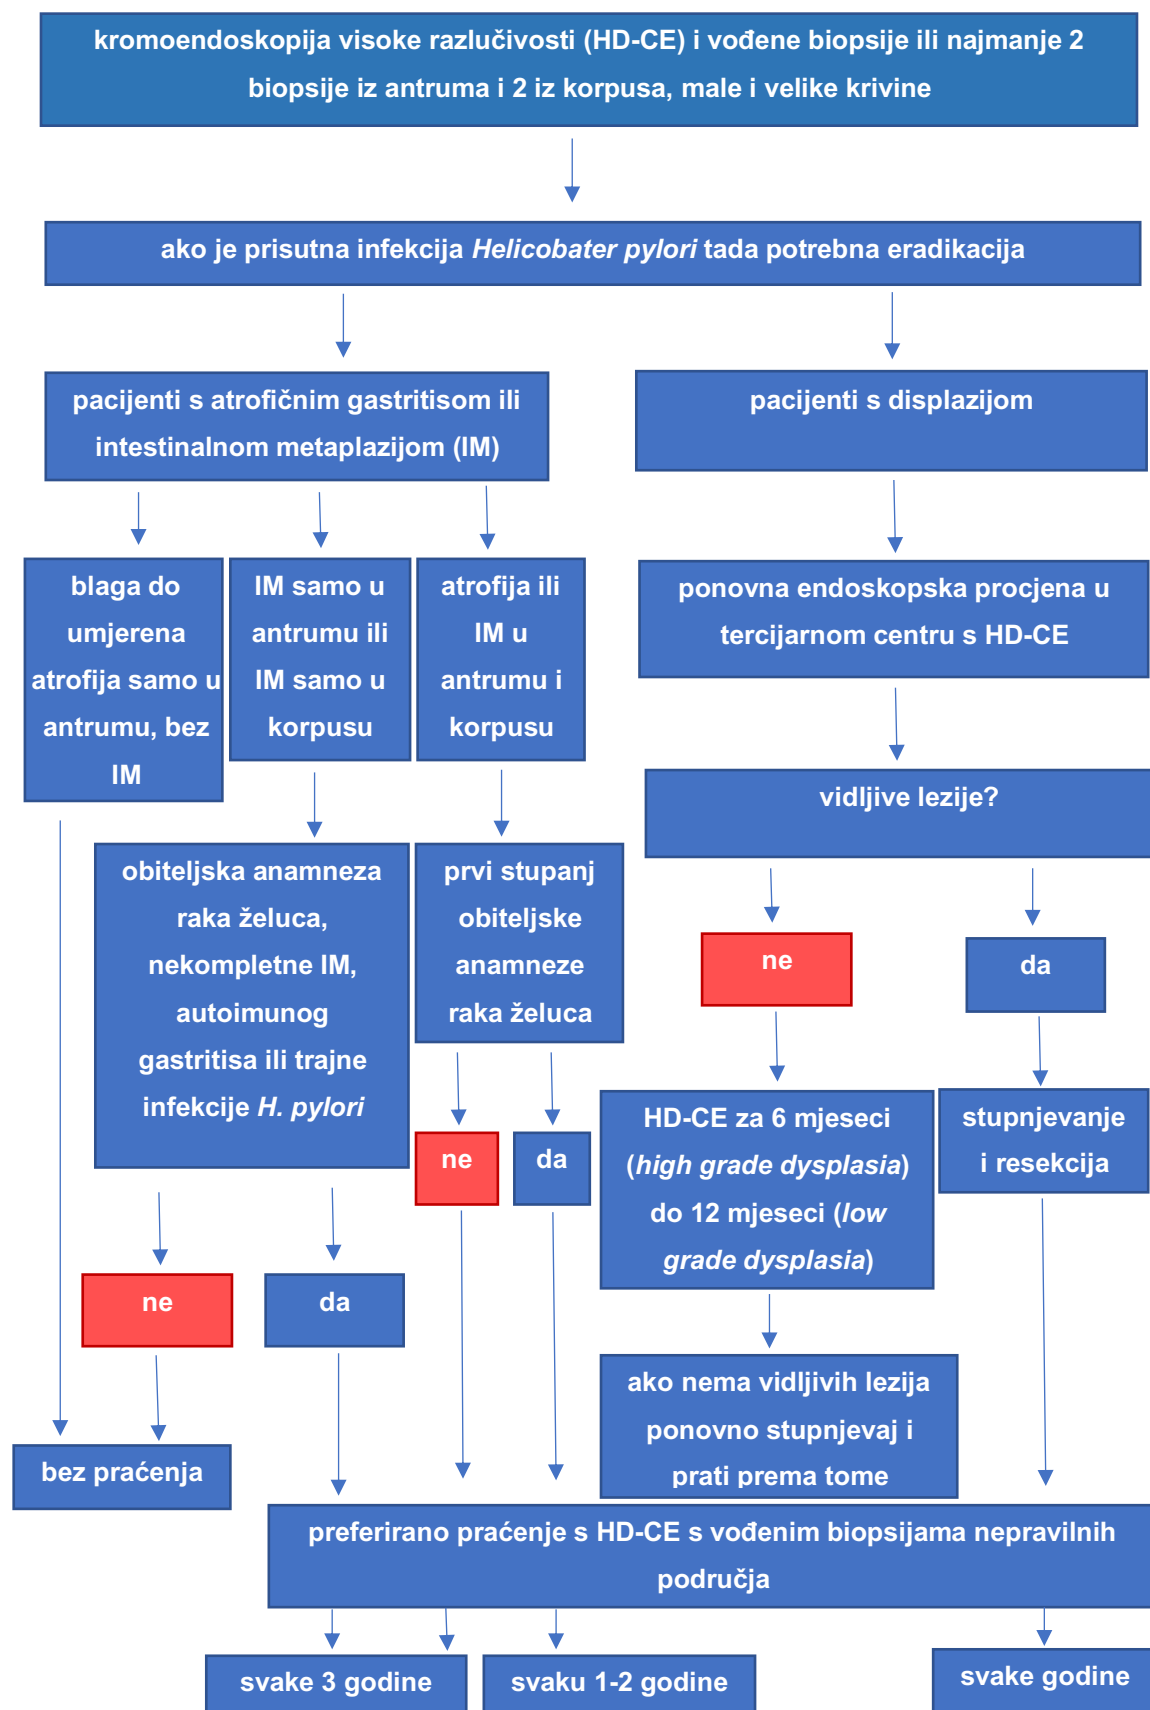 kromoendoskopija visoke razlučivosti (HD-CE) i vođene biopsije ili najmanje 2
biopsije iz antruma i 2 iz korpusa, male i velike krivine
ako je prisutna infekcija Helicobater pylori tada potrebna eradikacija
pacijenti s atrofičnim gastritisom ili
intestinalnom metaplazijom (IM)
pacijenti s displazijom
blaga do
umjerena
atrofija samo u
antrumu, bez
IM
IM samo u
antrumu ili
IM samo u
korpusu
atrofija ili
IM u
antrumu i
korpusu
ponovna endoskopska procjena u
tercijarnom centru s HD-CE
vidljive lezije?
obiteljska anamneza
raka želuca,
nekompletne IM,
autoimunog
gastritisa ili trajne
infekcije H. pylori
prvi stupanj
obiteljske
anamneze
raka želuca
ne
da
ne
da
HD-CE za 6 mjeseci
(high grade dysplasia)
do 12 mjeseci (low
grade dysplasia)
stupnjevanje
i resekcija
ne
da
ako nema vidljivih lezija
ponovno stupnjevaj i
prati prema tome
bez praćenja
preferirano praćenje s HD-CE s vođenim biopsijama nepravilnih
područja
svake 3 godine
svaku 1-2 godine
svake godine